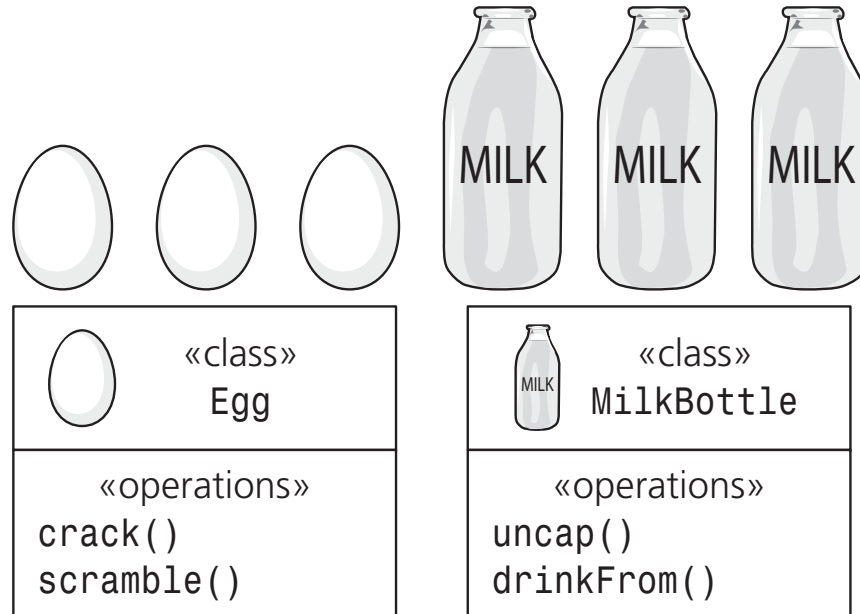 MILK MILK MILK
«class»
Egg
«operations»
crack()
scramble()
MILK
«class»
MilkBottle
«operations»
uncap()
drinkFrom()